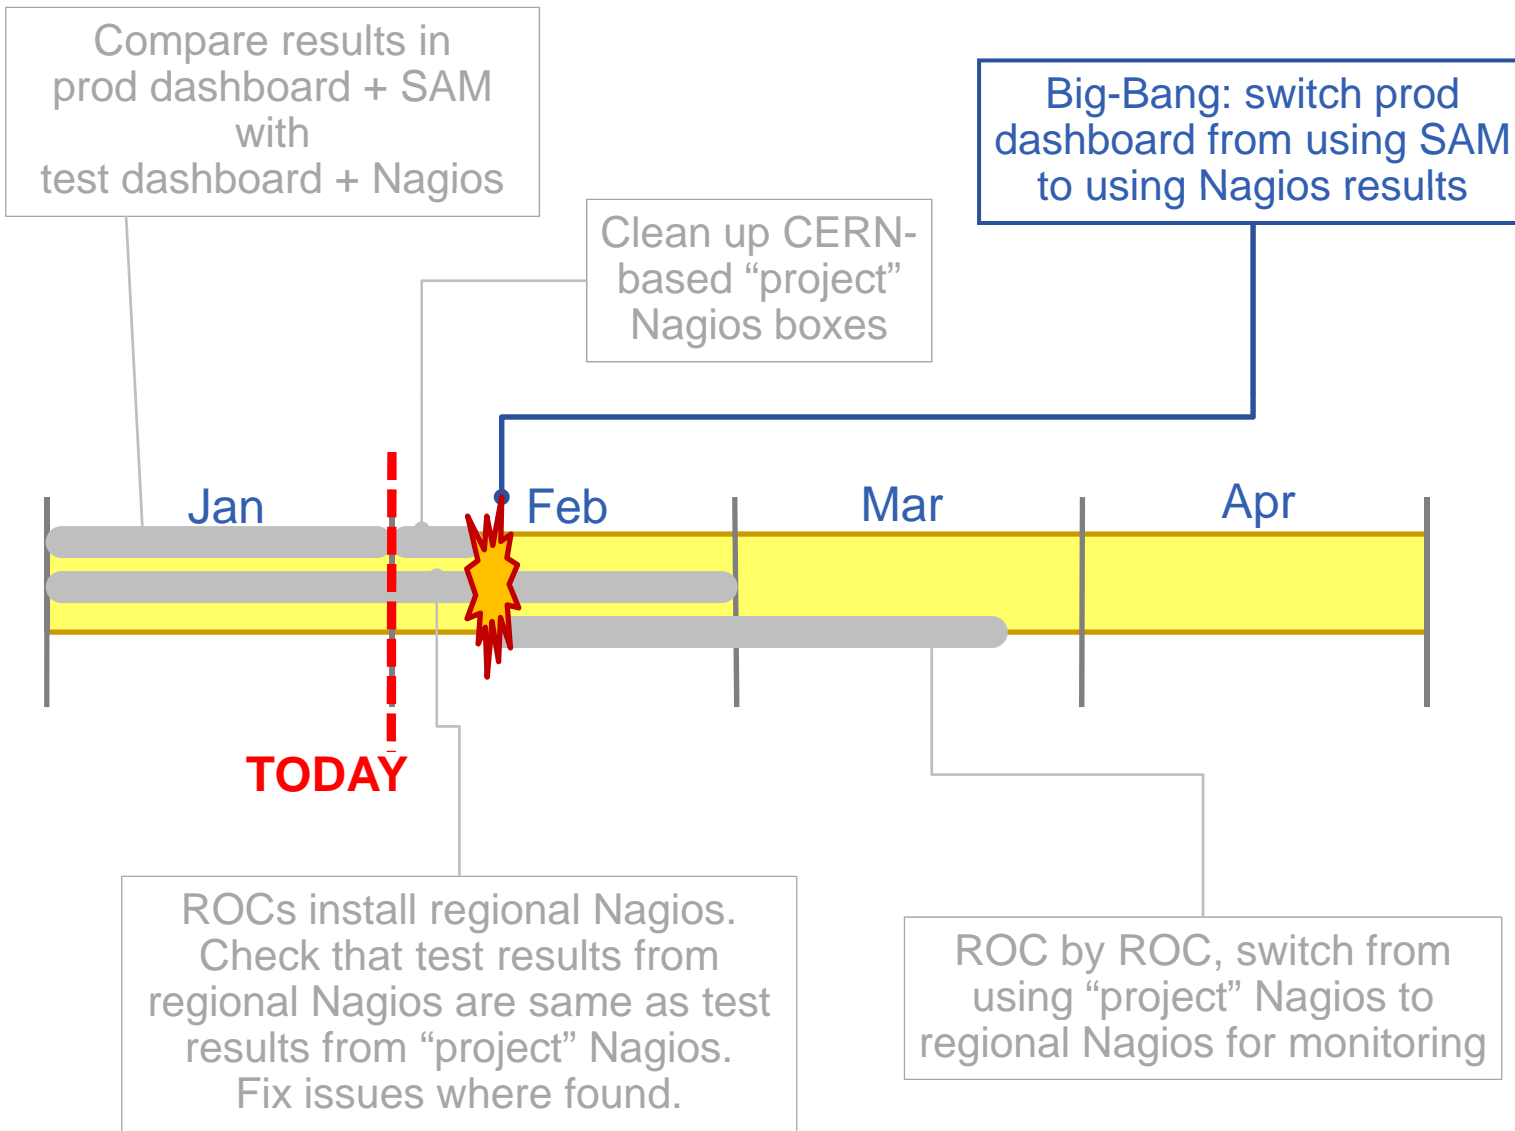 Compare results in
prod dashboard + SAM
with
test dashboard + Nagios
Big-Bang: switch prod
dashboard from using SAM
to using Nagios results
Clean up CERN-
based “project”
Nagios boxes
Jan
Feb
Mar
Apr
TODAY
ROCs install regional Nagios.
Check that test results from
regional Nagios are same as test
results from “project” Nagios.
Fix issues where found.
ROC by ROC, switch from
using “project” Nagios to
regional Nagios for monitoring